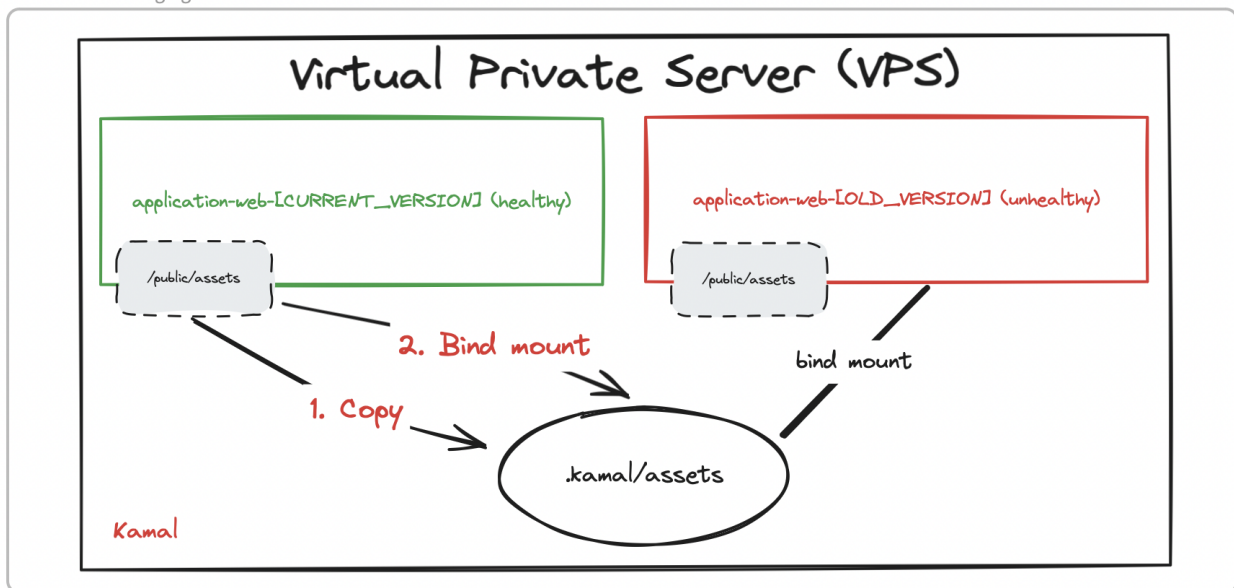 Virtual Private Server (VPS)
application-web-[CURRENT_VERSION] (healthy)
application-web-[OLD_VERSION] (unhealthy)
/public/assets
/public/assets
2. Bind mount
bind mount
1. Copy
.kamal/assets
Kamal